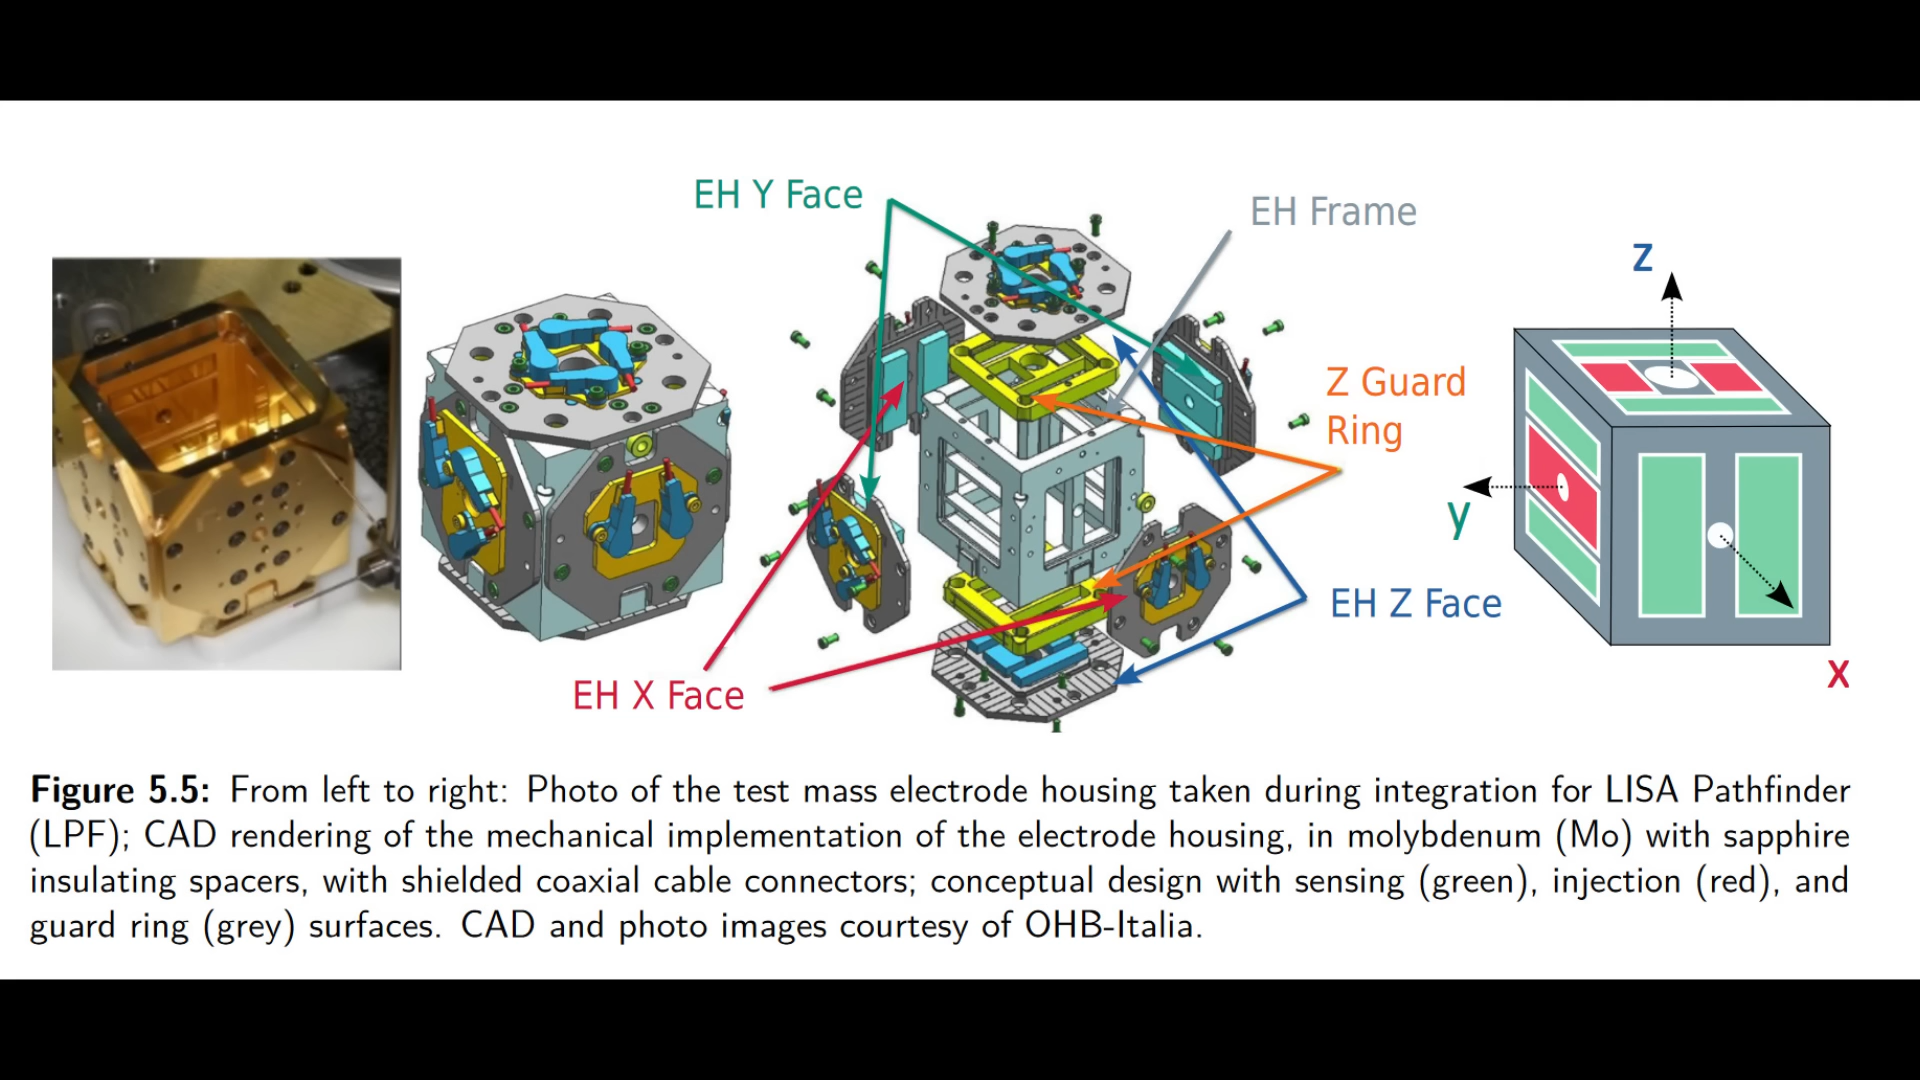 EH Y Face
EH Frame
Z Guard
Ring
EH Z Face
EH X Face
z
y
x
Figure 5.5: From left to right: Photo of the test mass electrode housing taken during integration for LISA Pathfinder
(LPF); CAD rendering of the mechanical implementation of the electrode housing, in molybdenum (Mo) with sapphire
insulating spacers, with shielded coaxial cable connectors; conceptual design with sensing (green), injection (red), and
guard ring (grey) surfaces. CAD and photo images courtesy of OHB-Italia.